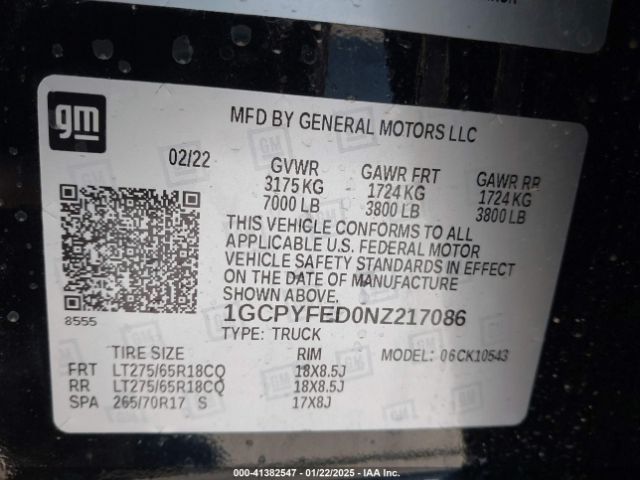 gm
MFD BY GENERAL MOTORS LLC
02/22
GVWR GAWR FRT GAWR RR
3175 KG 1724 KG 1724 KG
7000 LB 3800 LB 3800 LB
THIS VEHICLE CONFORMS TO ALL
APPLICABLE U.S. FEDERAL MOTOR
VEHICLE SAFETY STANDARDS IN EFFECT
ON THE DATE OF MANUFACTURE
SHOWN ABOVE.
8555
1GCPYFED0NZ217086
TYPE: TRUCK
TIRE SIZE RIM MODEL: 06CK10543
FRT LT275/65R18CQ 18X8.5J
RR LT275/65R18CQ 18X8.5J
SPA 265/70R17 S 17X8J
000-41382547 - 01/22/2025 - IAA Inc.